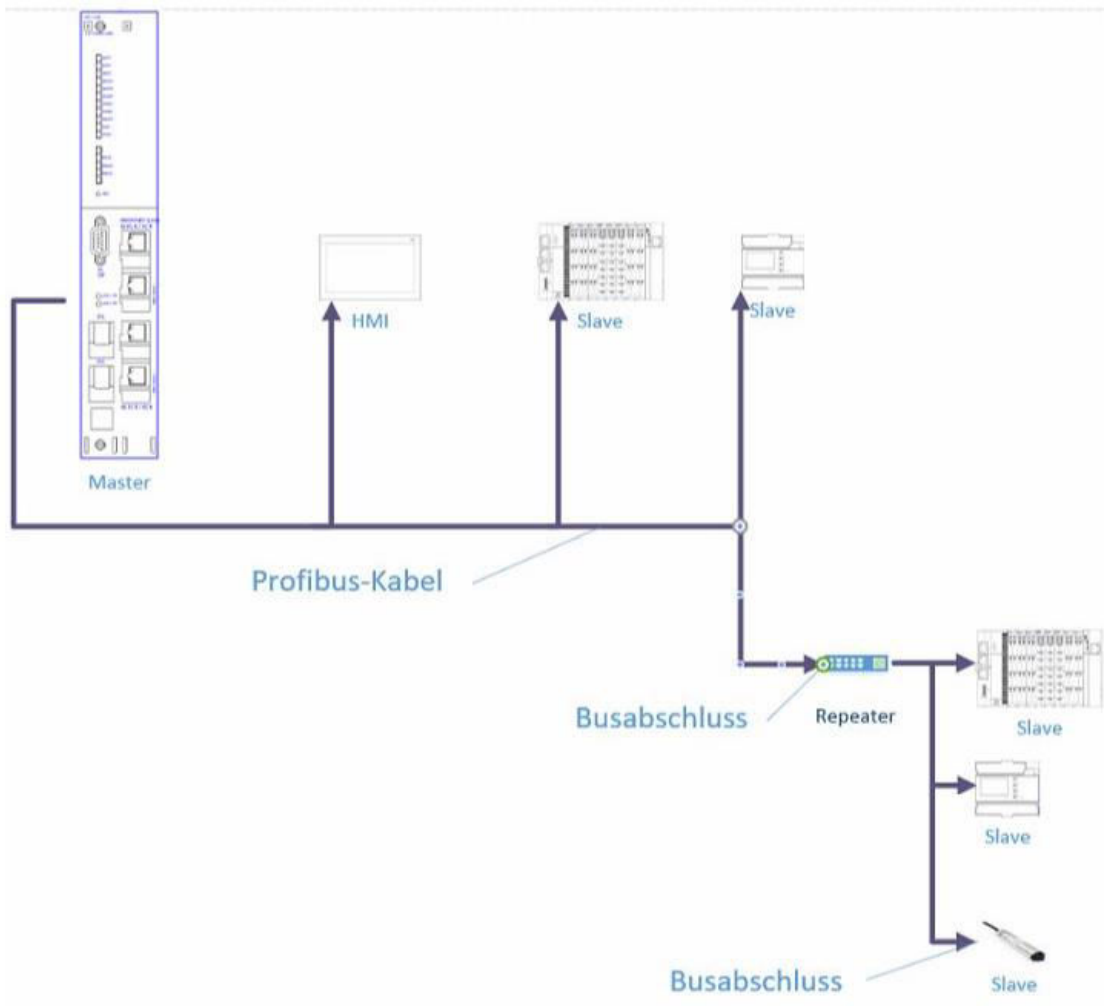 HMI
Slave
Slave
Master
Profibus-Kabel
Busabschluss
Repeater
Slave
Slave
Busabschluss
Slave